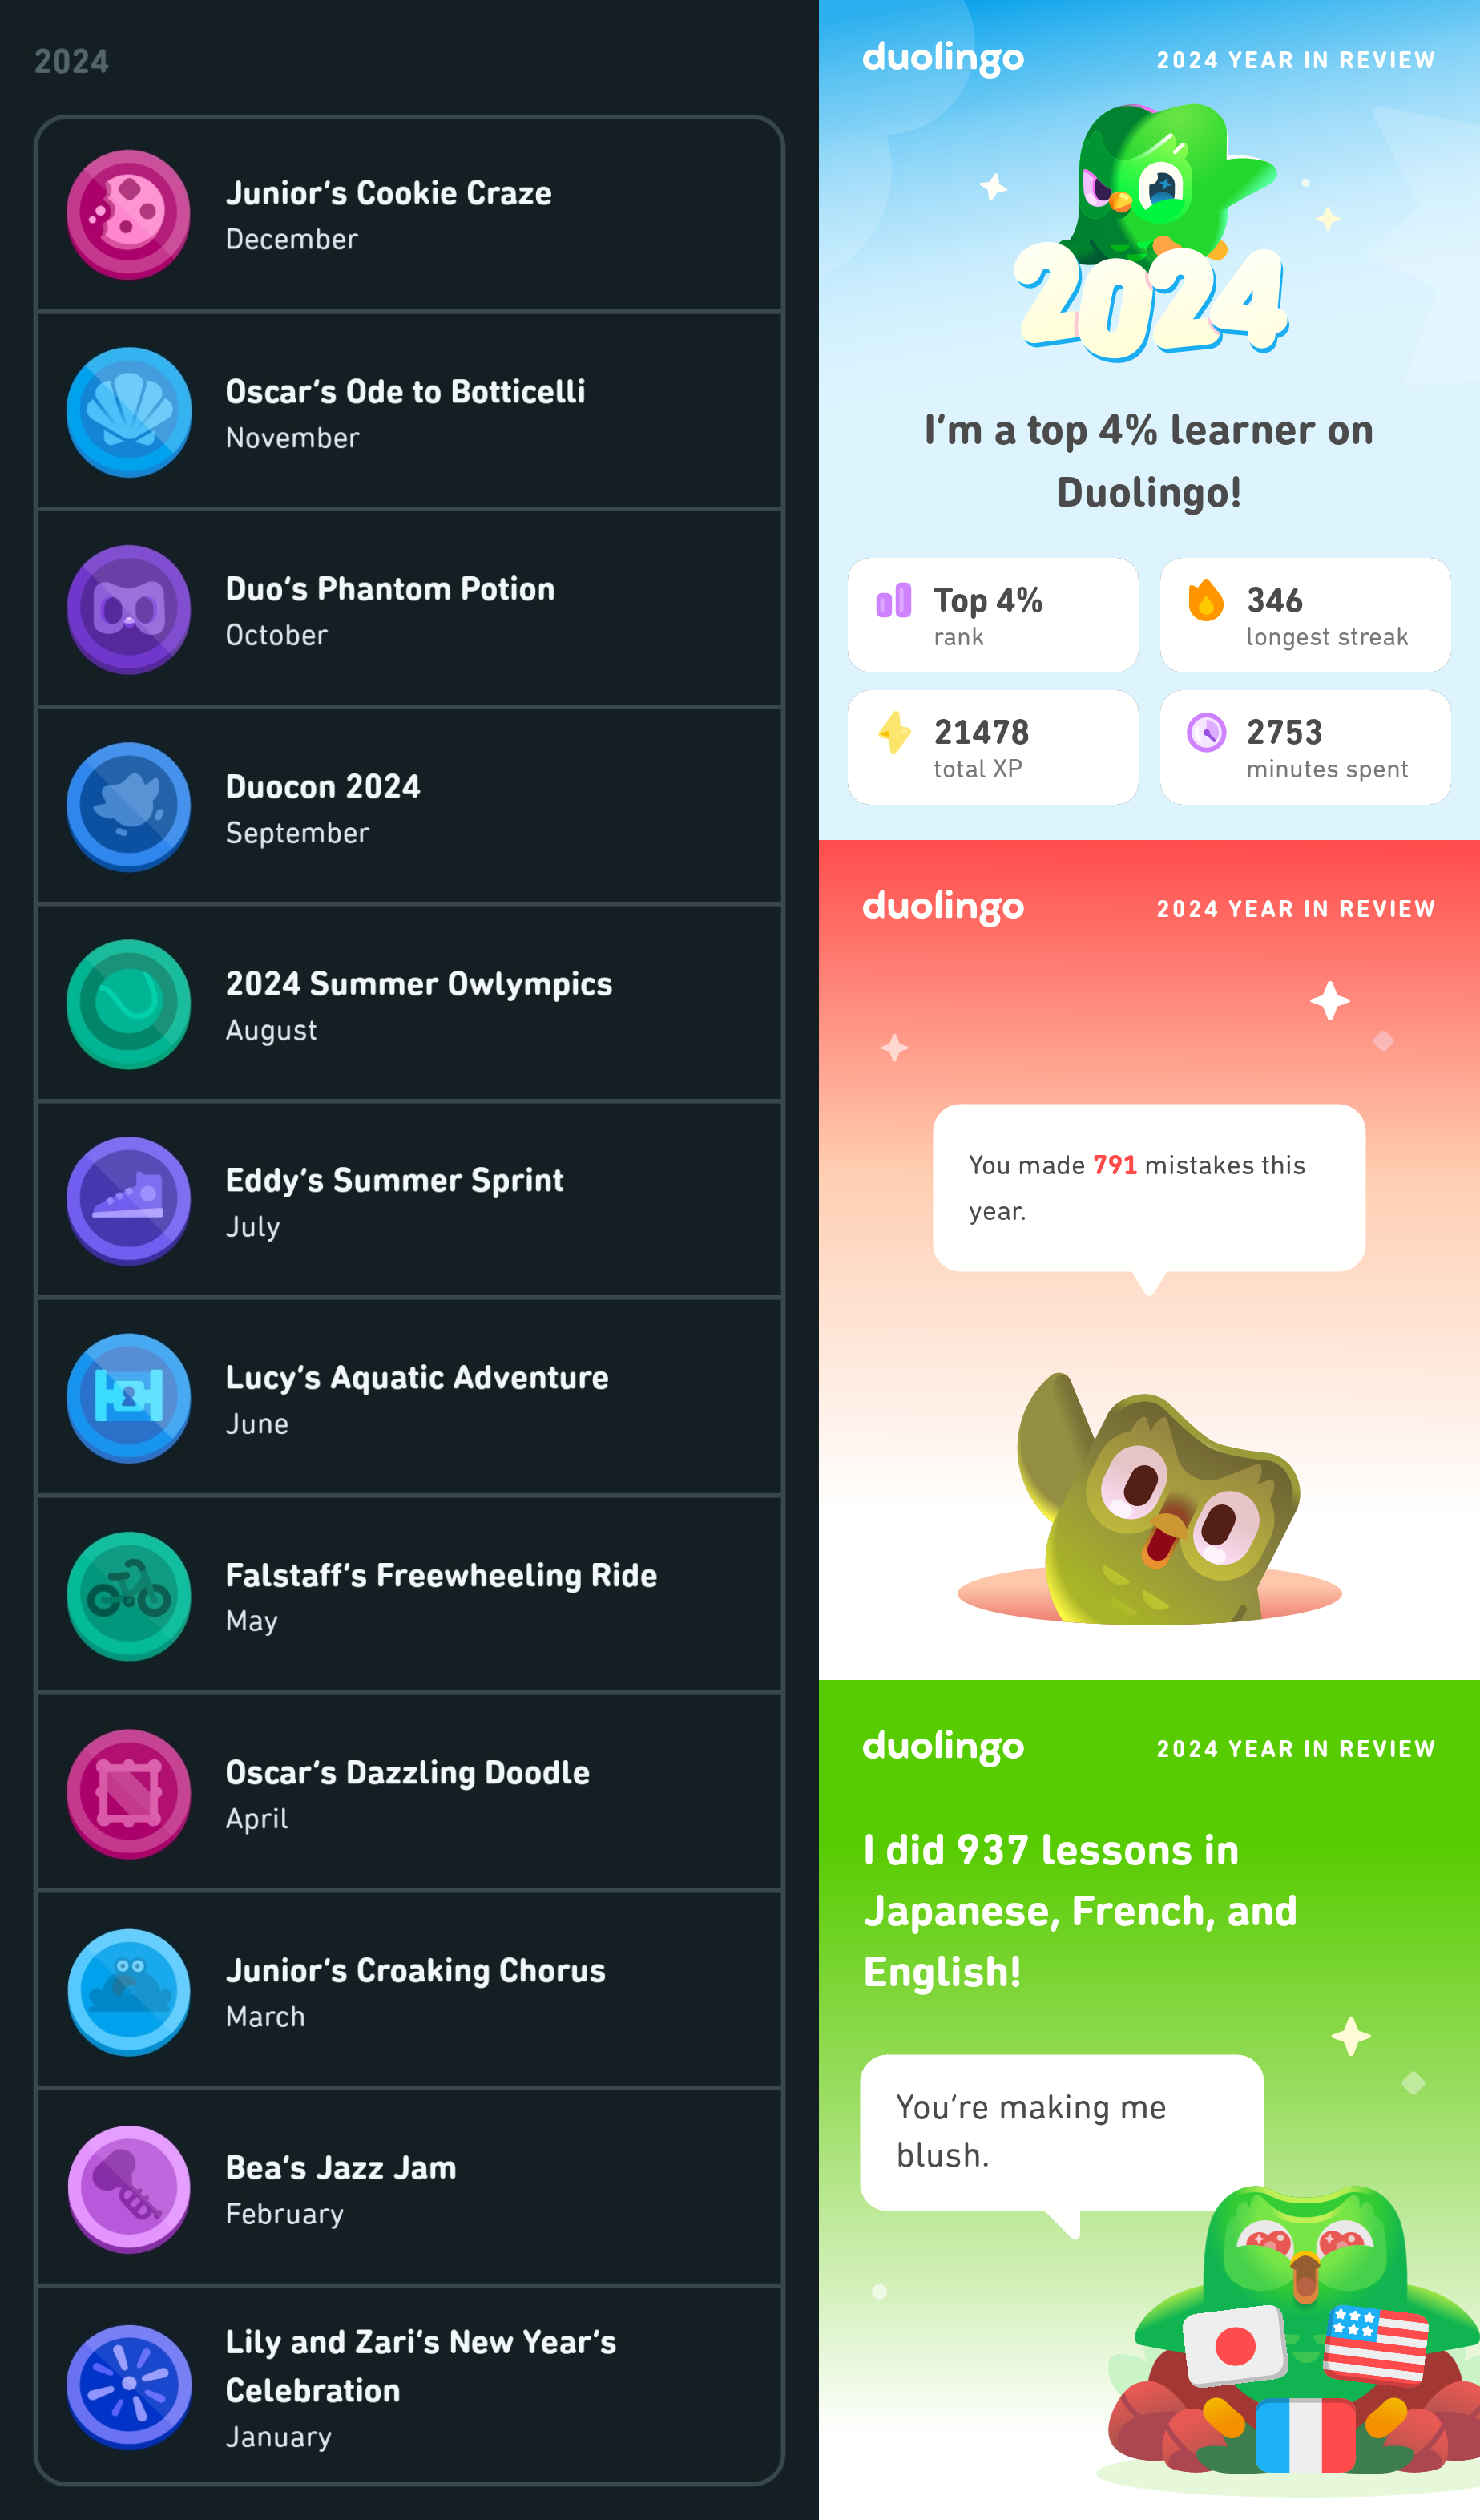 2024
Junior's Cookie Craze
December
Oscar's Ode to Botticelli
November
Duo's Phantom Potion
October
Duocon 2024
September
2024 Summer Owlympics
August
Eddy's Summer Sprint
July
Lucy's Aquatic Adventure
June
Falstaff's Freewheeling Ride
May
Oscar's Dazzling Doodle
April
Junior's Croaking Chorus
March
Bea's Jazz Jam
February
Lily and Zari's New Year's
Celebration
January
duolingo
2024 YEAR IN REVIEW
2024
I'm a top 4% learner on
Duolingo!
Top 4%
rank
346
longest streak
21478
total XP
2753
minutes spent
duolingo
2024 YEAR IN REVIEW
You made 791 mistakes this
year.
duolingo
2024 YEAR IN REVIEW
I did 937 lessons in
Japanese, French, and
English!
You're making me
blush.